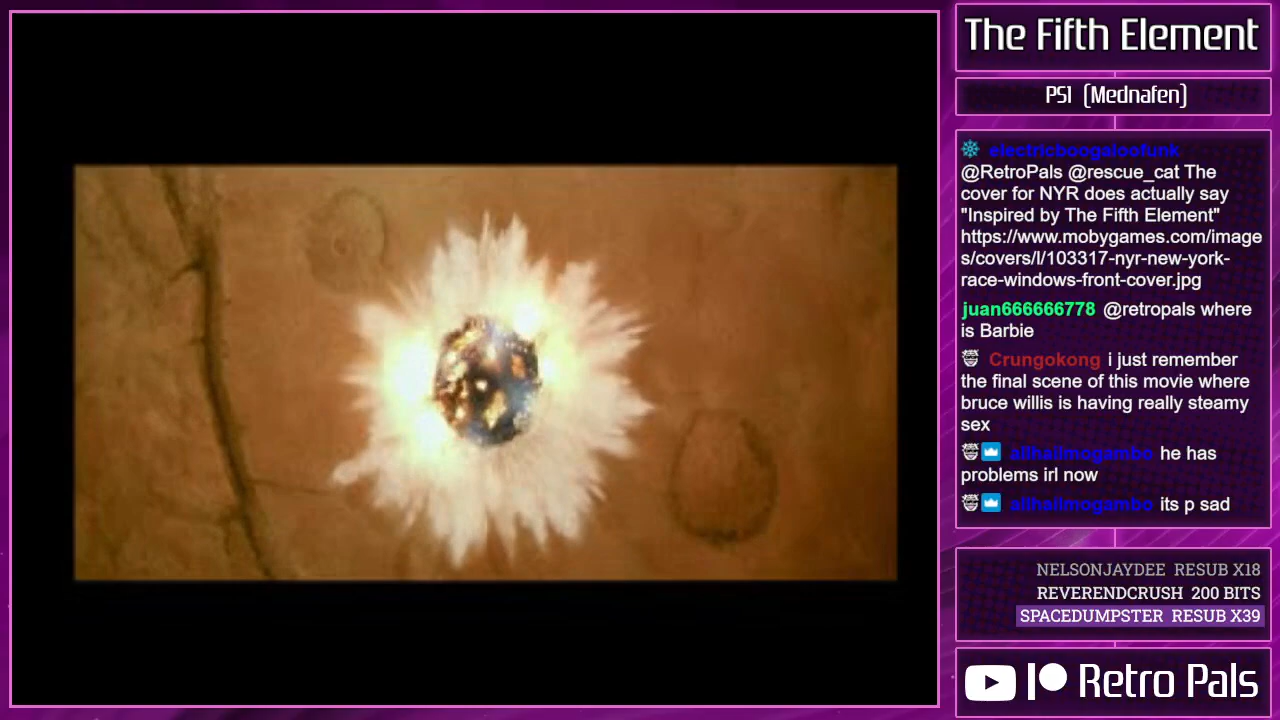 The Fifth Element
PS1 (Mednafen)
electricboogaloofunk
@RetroPals @rescue_cat The
cover for NYR does actually say
"Inspired by The Fifth Element"
https://www.mobygames.com/image
s/covers/l/103317-nyr-new-york-
race-windows-front-cover.jpg
juan666666778 @retropals where
is Barbie
Crungokong i just remember
the final scene of this movie where
bruce willis is having really steamy
sex
allhailmogambo he has
problems irl now
allhailmogambo its p sad
NELSONJAYDEE RESUB X18
REVERENDCRUSH 200 BITS
SPACEDUMPSTER RESUB X39
Retro Pals